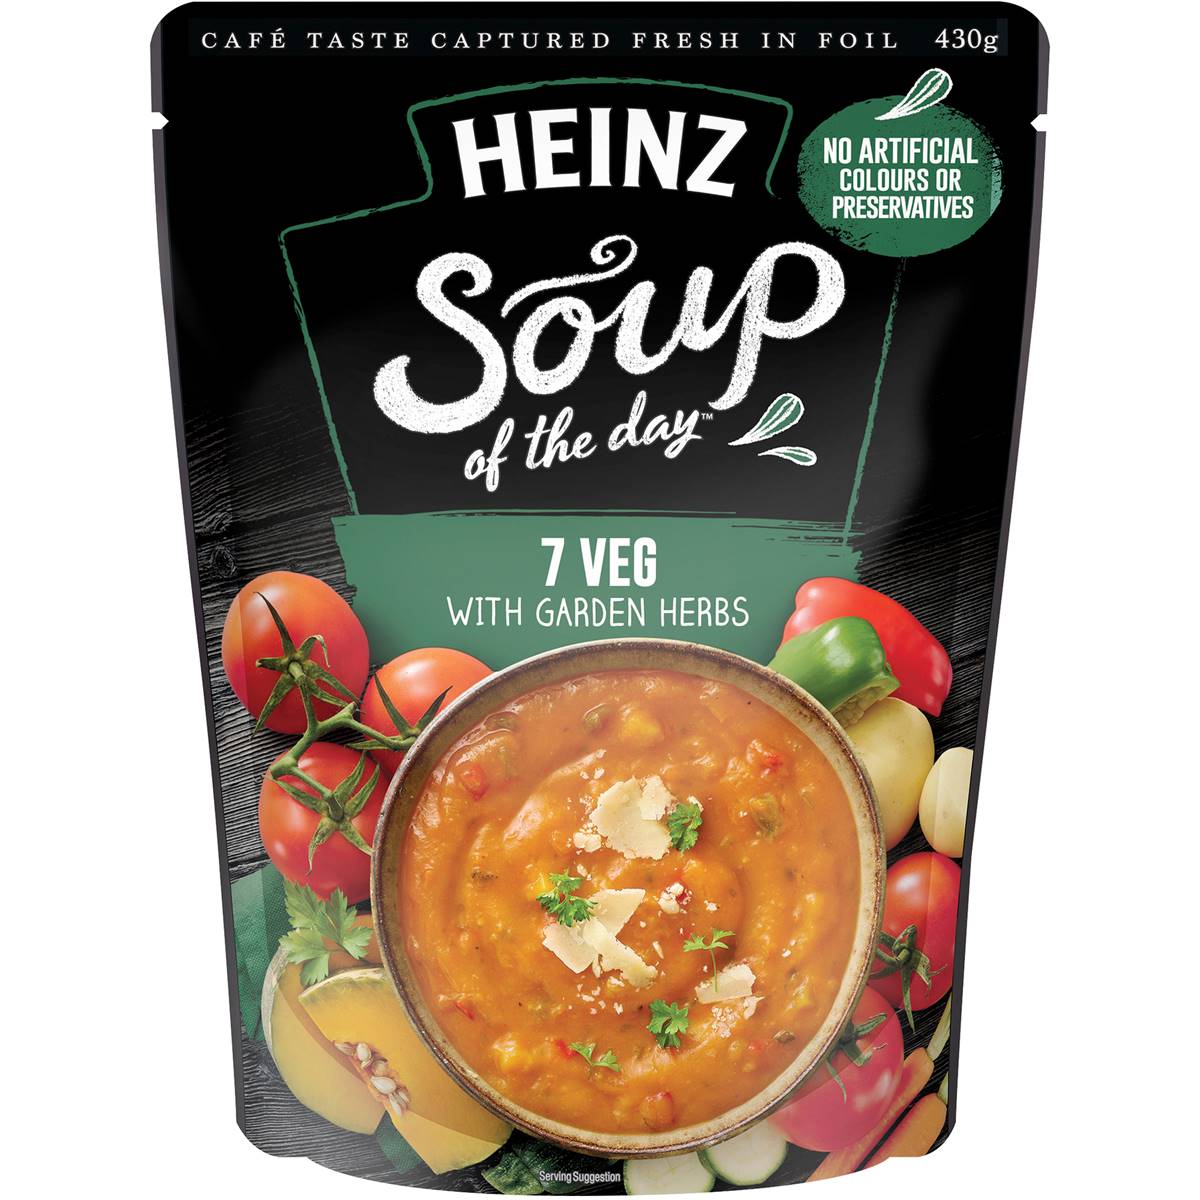 CAFÉ TASTE CAPTURED FRESH IN FOIL 430g
HEINZ
NO ARTIFICIAL
COLOURS OR
PRESERVATIVES
Soup
of the day™
7 VEG
WITH GARDEN HERBS
Serving Suggestion